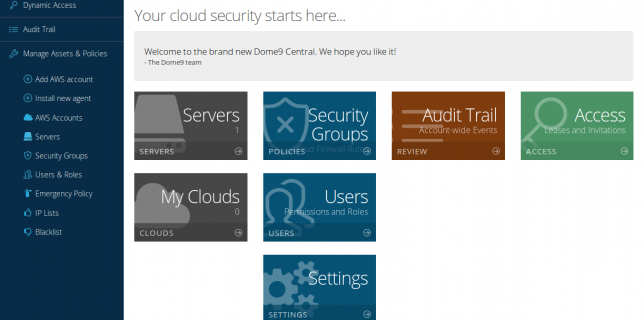 Dynamic Access
Audit Trail
Manage Assets & Policies
Add AWS account
Install new agent
AWS Accounts
Servers
Security Groups
Users & Roles
Emergency Policy
IP Lists
Blacklist
Your cloud security starts here...
Welcome to the brand new Dome9 Central. We hope you like it!
- The Dome9 team
Servers
1
SERVERS
Security
Groups
Cloud Firewall Rules
POLICIES
Audit Trail
Account-wide Events
REVIEW
Access
Leases and Invitations
ACCESS
My Clouds
0
CLOUDS
Users
Permissions and Roles
USERS
Settings
SETTINGS